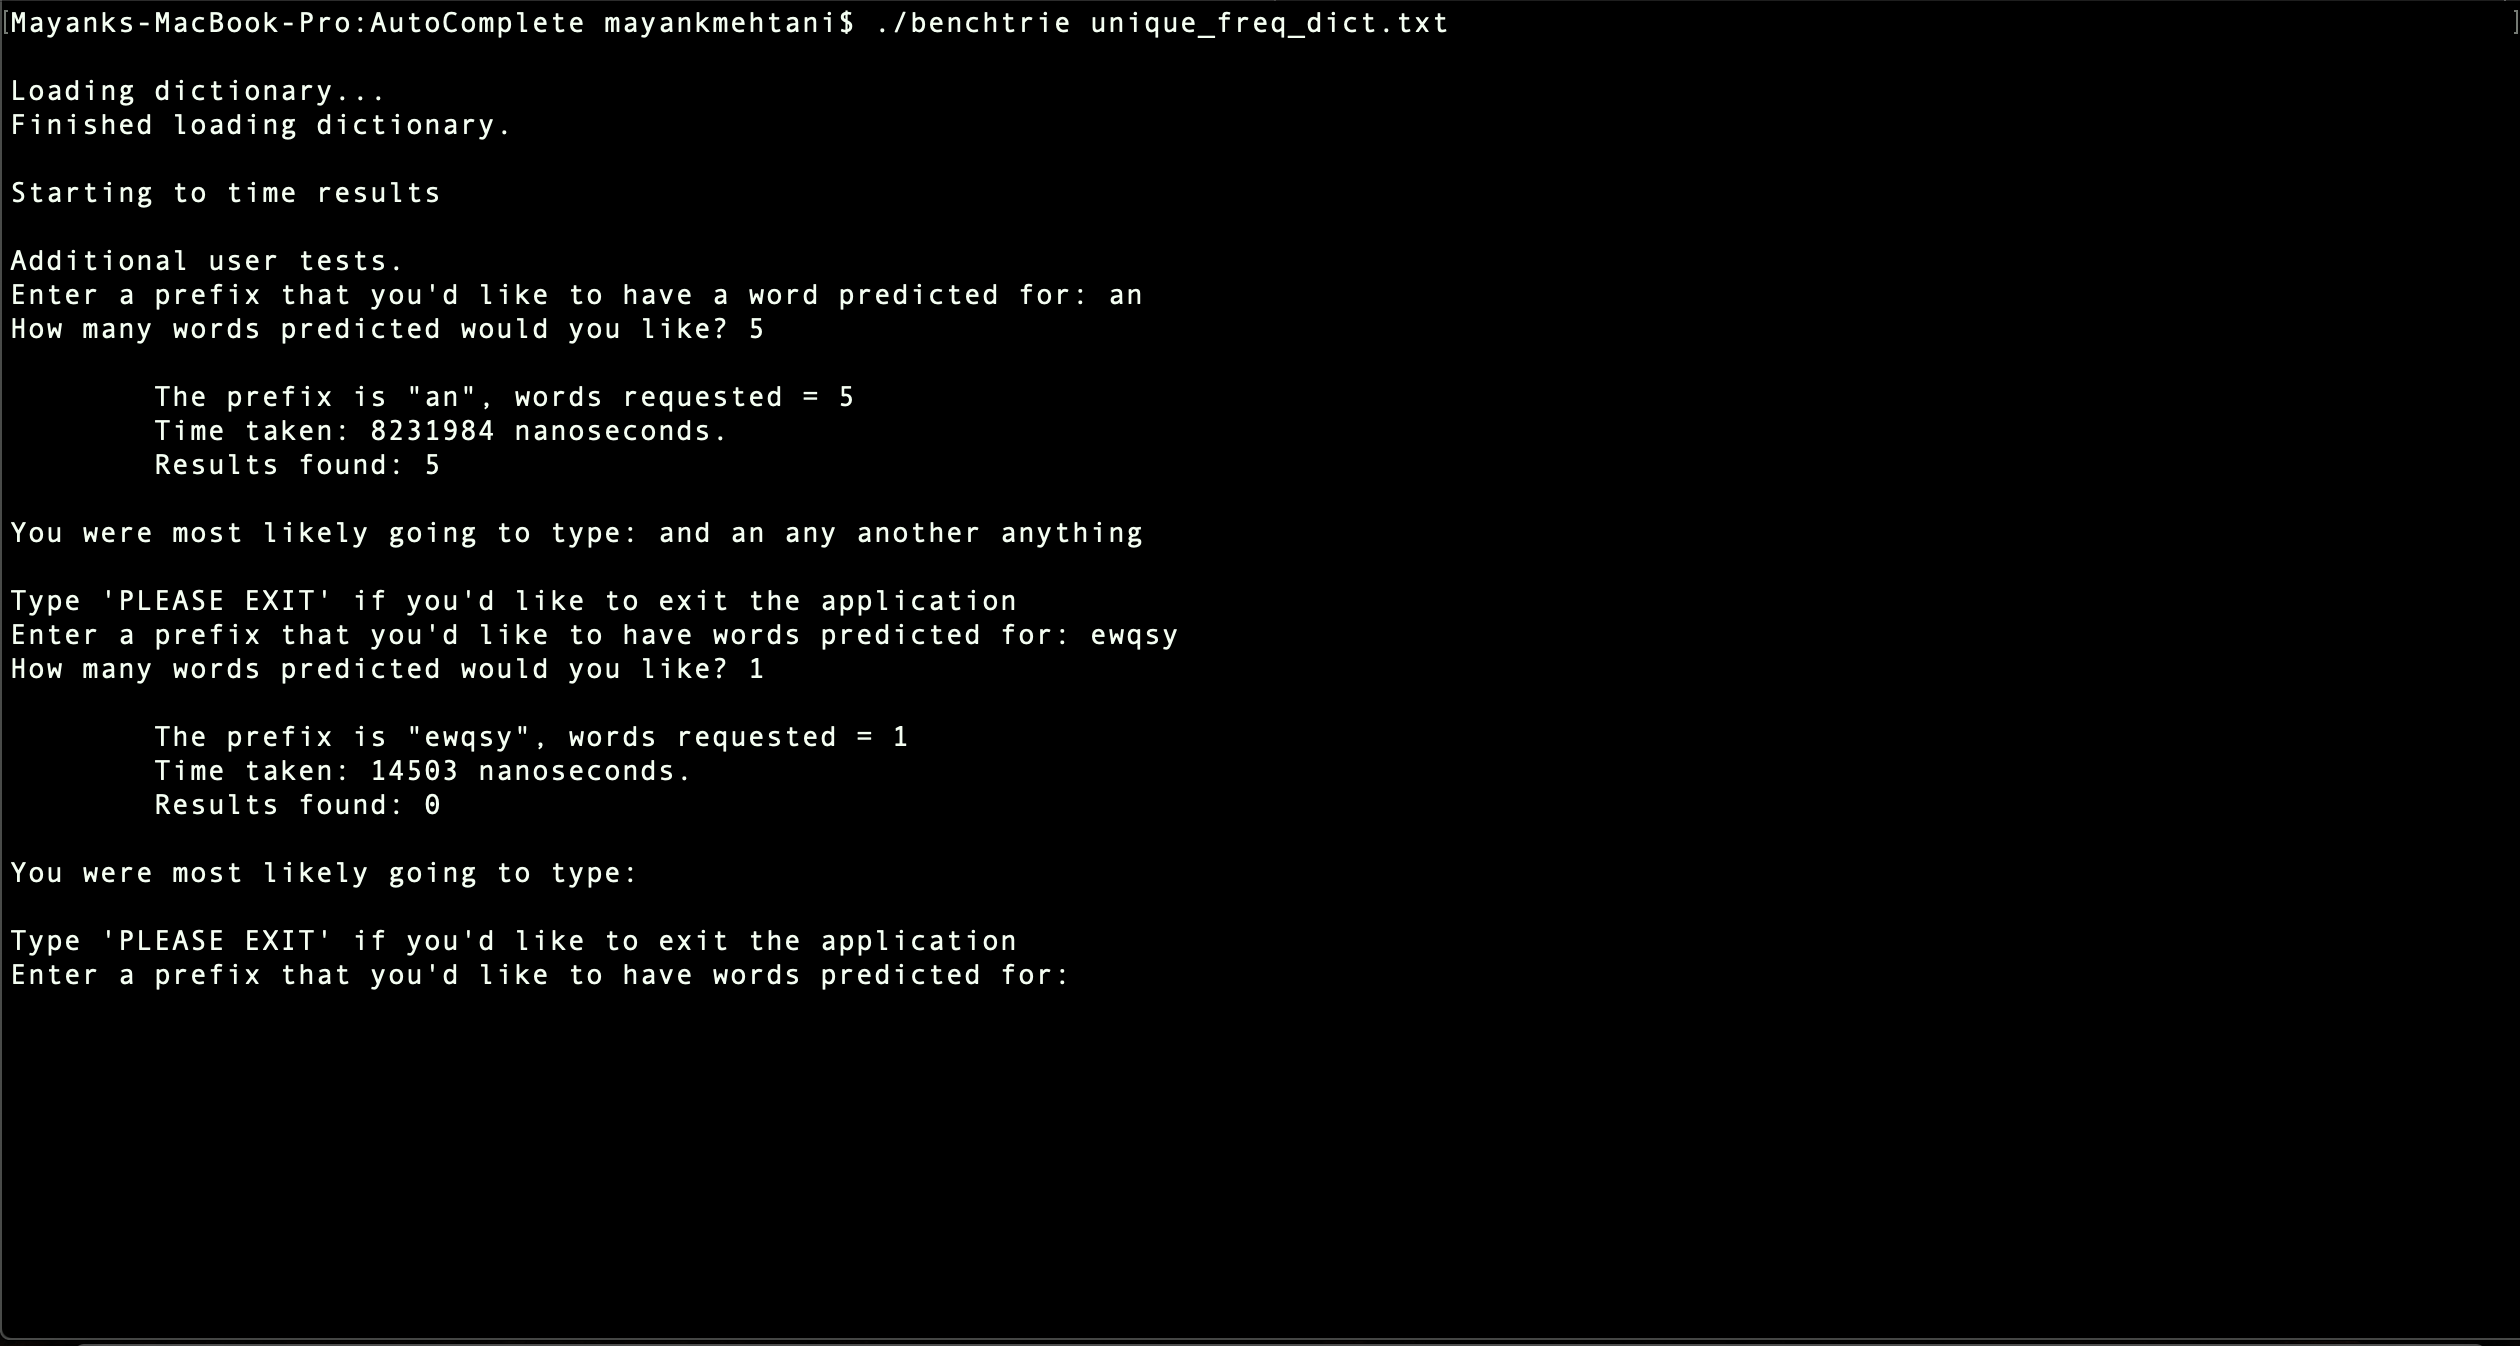 [Mayanks-MacBook-Pro:AutoComplete mayankmehtani$ ./benchtrie unique_freq_dict.txt ]
Loading dictionary...
Finished loading dictionary.
Starting to time results
Additional user tests.
Enter a prefix that you'd like to have a word predicted for: an
How many words predicted would you like? 5
The prefix is "an", words requested = 5
Time taken: 8231984 nanoseconds.
Results found: 5
You were most likely going to type: and an any another anything
Type 'PLEASE EXIT' if you'd like to exit the application
Enter a prefix that you'd like to have words predicted for: ewqsy
How many words predicted would you like? 1
The prefix is "ewqsy", words requested = 1
Time taken: 14503 nanoseconds.
Results found: 0
You were most likely going to type:
Type 'PLEASE EXIT' if you'd like to exit the application
Enter a prefix that you'd like to have words predicted for: